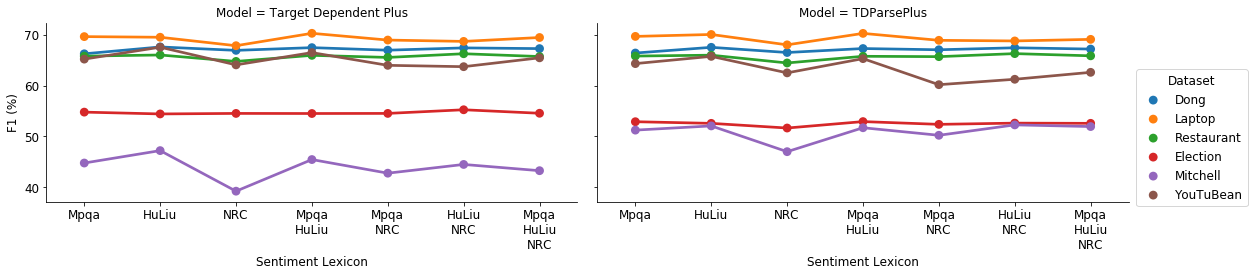 Model = Target Dependent Plus
Model = TDParsePlus
F1 (%)
70
60
50
40
Mpqa
HuLiu
NRC
Mpqa
HuLiu
Mpqa
NRC
HuLiu
NRC
Mpqa
HuLiu
NRC
Sentiment Lexicon
Mpqa
HuLiu
NRC
Mpqa
HuLiu
Mpqa
NRC
HuLiu
NRC
Mpqa
HuLiu
NRC
Sentiment Lexicon
Dataset
Dong
Laptop
Restaurant
Election
Mitchell
YouTuBean